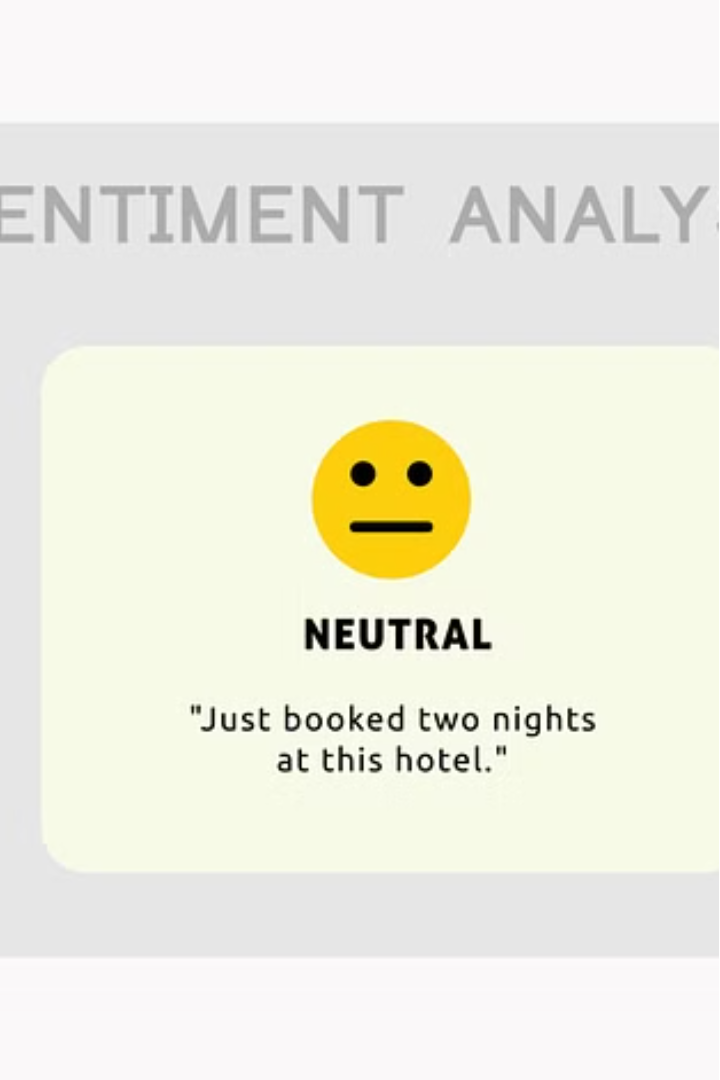 ENTIMENT ANALYS
NEUTRAL
"Just booked two nights
at this hotel."